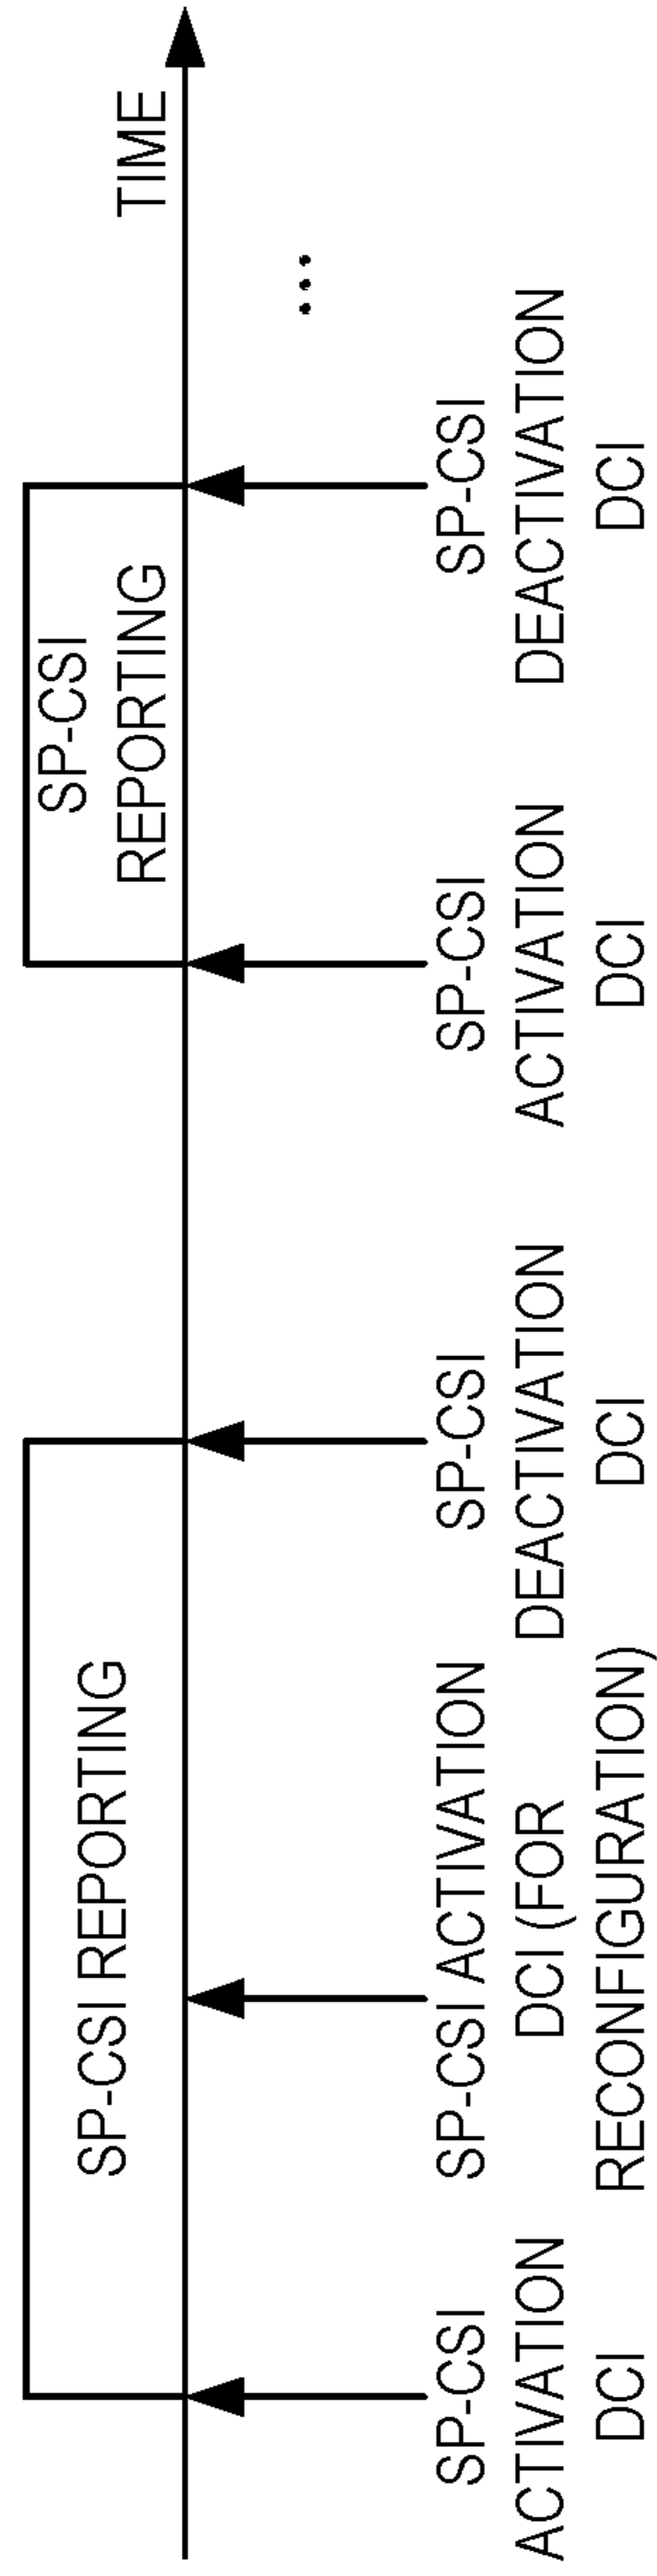 SP-CSI REPORTING
SP-CSI
REPORTING
TIME
SP-CSI
ACTIVATION
DCI
SP-CSI ACTIVATION
DCI (FOR
RECONFIGURATION)
SP-CSI
DEACTIVATION
DCI
SP-CSI
ACTIVATION
DCI
SP-CSI
DEACTIVATION
DCI
...